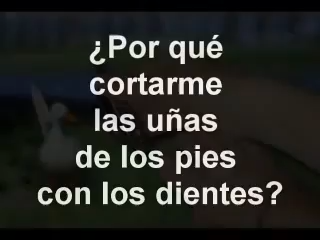 ¿Por qué
cortarme
las uñas
de los pies
con los dientes?